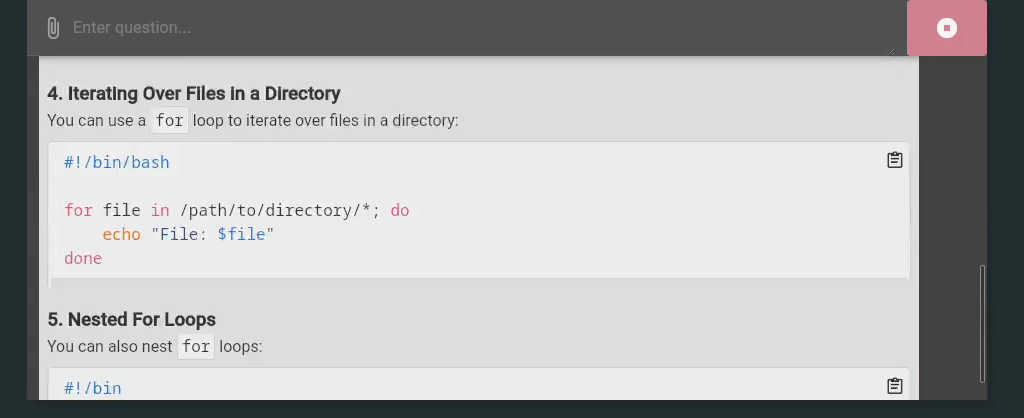 Enter question...
4. Iterating Over Files in a Directory
You can use a for loop to iterate over files in a directory:
#!/bin/bash
for file in /path/to/directory/*; do
    echo "File: $file"
done
5. Nested For Loops
You can also nest for loops:
#!/bin